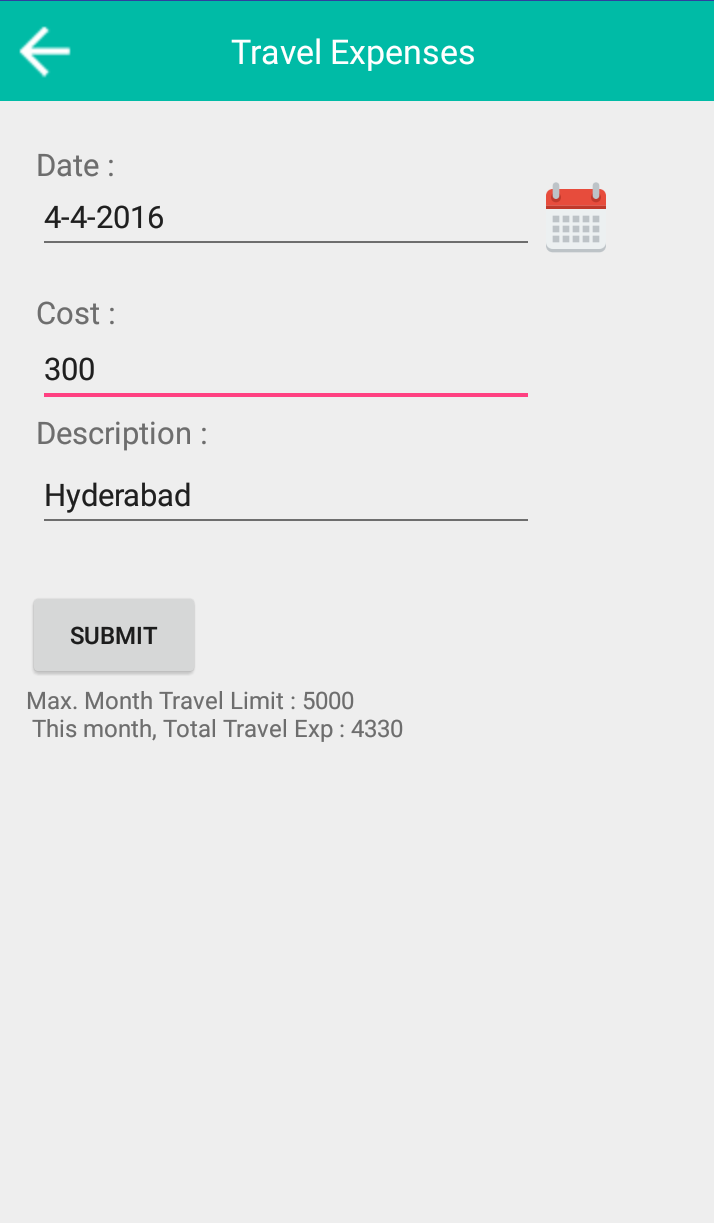 Travel Expenses
Date :
4-4-2016
Cost :
300
Description :
Hyderabad
SUBMIT
Max. Month Travel Limit : 5000
This month, Total Travel Exp : 4330